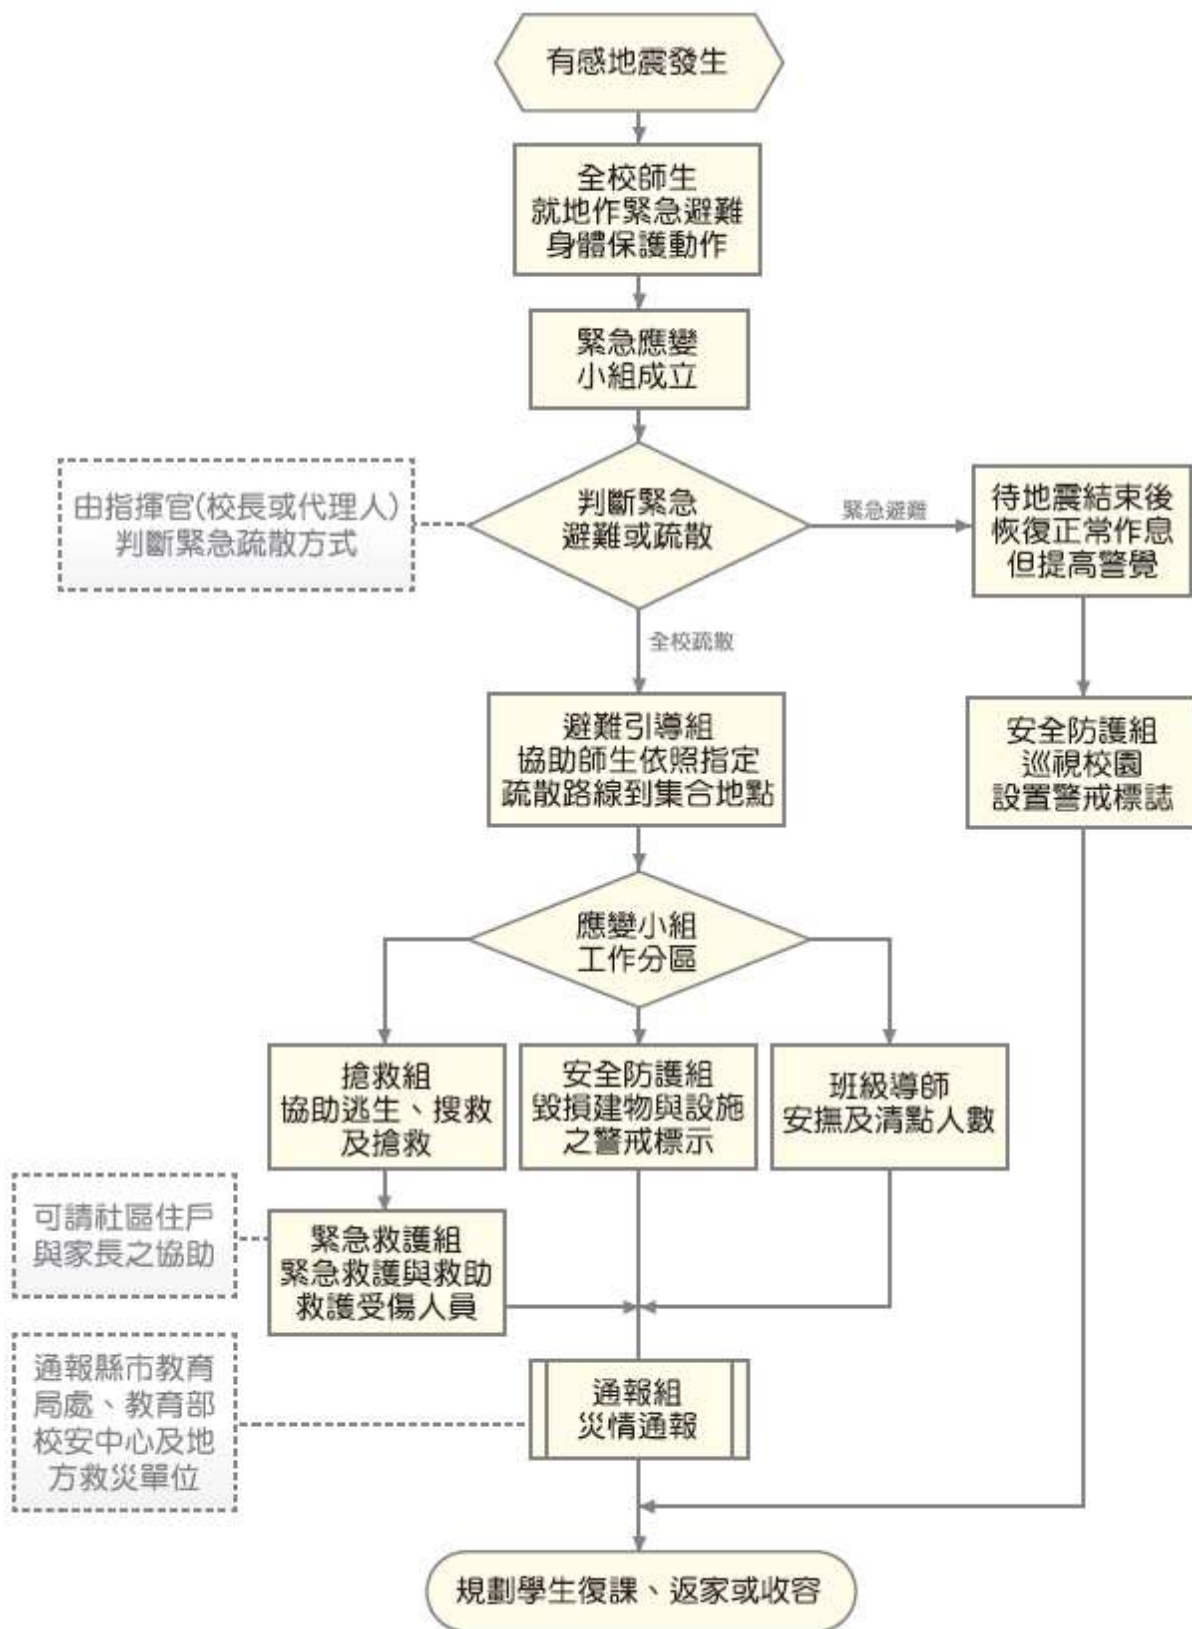 有感地震發生
全校師生
就地作緊急避難
身體保護動作
緊急應變
小組成立
由指揮官(校長或代理人)
判斷緊急疏散方式
判斷緊急
避難或疏散
緊急避難
待地震結束後
恢復正常作息
但提高警覺
全校疏散
避難引導組
協助師生依照指定
疏散路線到集合地點
安全防護組
巡視校園
設置警戒標誌
應變小組
工作分區
搶救組
協助逃生、搜救
及搶救
安全防護組
毀損建物與設施
之警戒標示
班級導師
安撫及清點人數
可請社區住戶
與家長之協助
緊急救護組
緊急救護與救助
救護受傷人員
通報縣市教育
局處、教育部
校安中心及地
方救災單位
通報組
災情通報
規劃學生復課、返家或收容